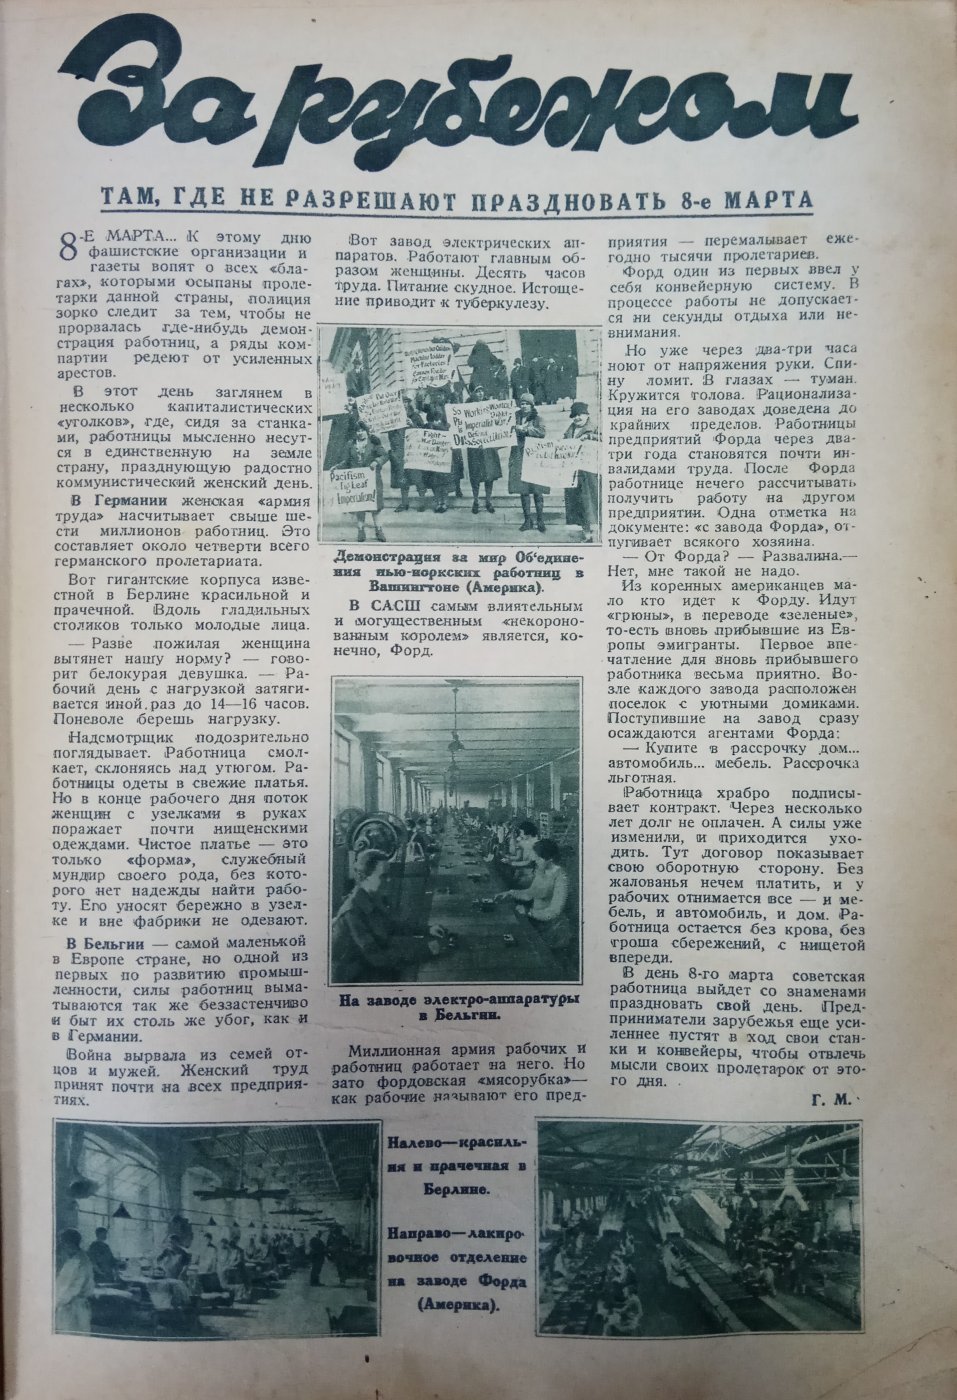 За рубежом
ТАМ, ГДЕ НЕ РАЗРЕШАЮТ ПРАЗДНОВАТЬ 8-е МАРТА
8-Е МАРТА... К этому дню
фашистские организации и
газеты вопят о всех «бла-
гах», которыми осыпаны проле-
тарки данной страны, полиция
зорко следит за тем, чтобы не
прорвалась где-нибудь демон-
страция работниц, а ряды ком-
партии редеют от усиленных
арестов.
В этот день заглянем в
несколько капиталистических
«уголков», где, сидя за станка-
ми, работницы мысленно несут-
ся в единственную на земле
страну, празднующую радостно
коммунистический женский день.
В Германии женская «армия
труда» насчитывает свыше ше-
сти миллионов работниц. Это
составляет около четверти всего
германского пролетариата.
Вот гигантские корпуса изве-
стной в Берлине красильной и
прачечной. Вдоль гладильных
столиков только молодые лица.
— Разве пожилая женщина
вытянет нашу норму? — гово-
рит белокурая девушка. — Ра-
бочий день с нагрузкой затяги-
вается иной раз до 14—16 часов.
Поневоле берешь нагрузку.
Надсмотрщик подозрительно
поглядывает. Работница смол-
кает, склоняясь над утюгом. Ра-
ботницы одеты в свежие платья.
Но в конце рабочего дня поток
женщин с узелками в руках
поражает почти нищенскими
одеждами. Чистое платье — это
только «форма», служебный
мундир своего рода, без кото-
рого нет надежды найти рабо-
ту. Его уносят бережно в узел-
ке и вне фабрики не одевают.
В Бельгии — самой маленькой
в Европе стране, но одной из
первых по развитию промыш-
ленности, силы работниц выма-
тываются так же беззастенчиво
и быт их столь же убог, как и
в Германии.
Война вырвала из семей от-
цов и мужей. Женский труд
принят почти на всех предприя-
тиях.
Вот завод электрических ап-
паратов. Работают главным об-
разом женщины. Десять часов
труда. Питание скудное. Истоще-
ние приводит к туберкулезу.
Pacifism
Fig Leaf
Imperialism!
So Workers Women!
Демонстрация за мир Об'едине-
ния нью-йоркских работниц в
Вашингтоне (Америка).
В САСШ самым влиятельным
и могущественным «некороно-
ванным королем» является, ко-
нечно, Форд.
На заводе электро-аппаратуры
в Бельгии.
Миллионная армия рабочих и
работниц работает на него. Но
зато фордовская «мясорубка»—
как рабочие называют его пред-
приятия — перемалывает еже-
годно тысячи пролетариев.
Форд один из первых ввел у
себя конвейерную систему. В
процессе работы не допускает-
ся ни секунды отдыха или не-
внимания.
Но уже через два-три часа
ноют от напряжения руки. Спи-
ну ломит. В глазах — туман.
Кружится голова. Рационализа-
ция на его заводах доведена до
крайних пределов. Работницы
предприятий Форда через два-
три года становятся почти ин-
валидами труда. После Форда
работнице нечего рассчитывать
получить работу на другом
предприятии. Одна отметка на
документе: «с завода Форда», от-
пугивает всякого хозяина.
— От Форда? — Развалина.—
Нет, мне такой не надо.
Из коренных американцев ма-
ло кто идет к Форду. Идут
«грюны», в переводе «зеленые»,
то-есть вновь прибывшие из Ев-
ропы эмигранты. Первое впе-
чатление для вновь прибывшего
работника весьма приятно. Во-
зле каждого завода расположен
поселок с уютными домиками.
Поступившие на завод сразу
осаждаются агентами Форда:
— Купите в рассрочку дом...
автомобиль... мебель. Рассрочка
льготная.
Работница храбро подписы-
вает контракт. Через несколько
лет долг не оплачен. А силы уже
изменили, и приходится ухо-
дить. Тут договор показывает
свою оборотную сторону. Без
жалованья нечем платить, и у
рабочих отнимается все — и ме-
бель, и автомобиль, и дом. Ра-
ботница остается без крова, без
гроша сбережений, с нищетой
впереди.
В день 8-го марта советская
работница выйдет со знаменами
праздновать свой день. Пред-
приниматели зарубежья еще уси-
леннее пустят в ход свои стан-
ки и конвейеры, чтобы отвлечь
мысли своих пролетарок от это-
го дня.
Г. М.
Налево—красиль-
ня и прачечная в
Берлине.
Направо—лакиро-
вочное отделение
на заводе Форда
(Америка).